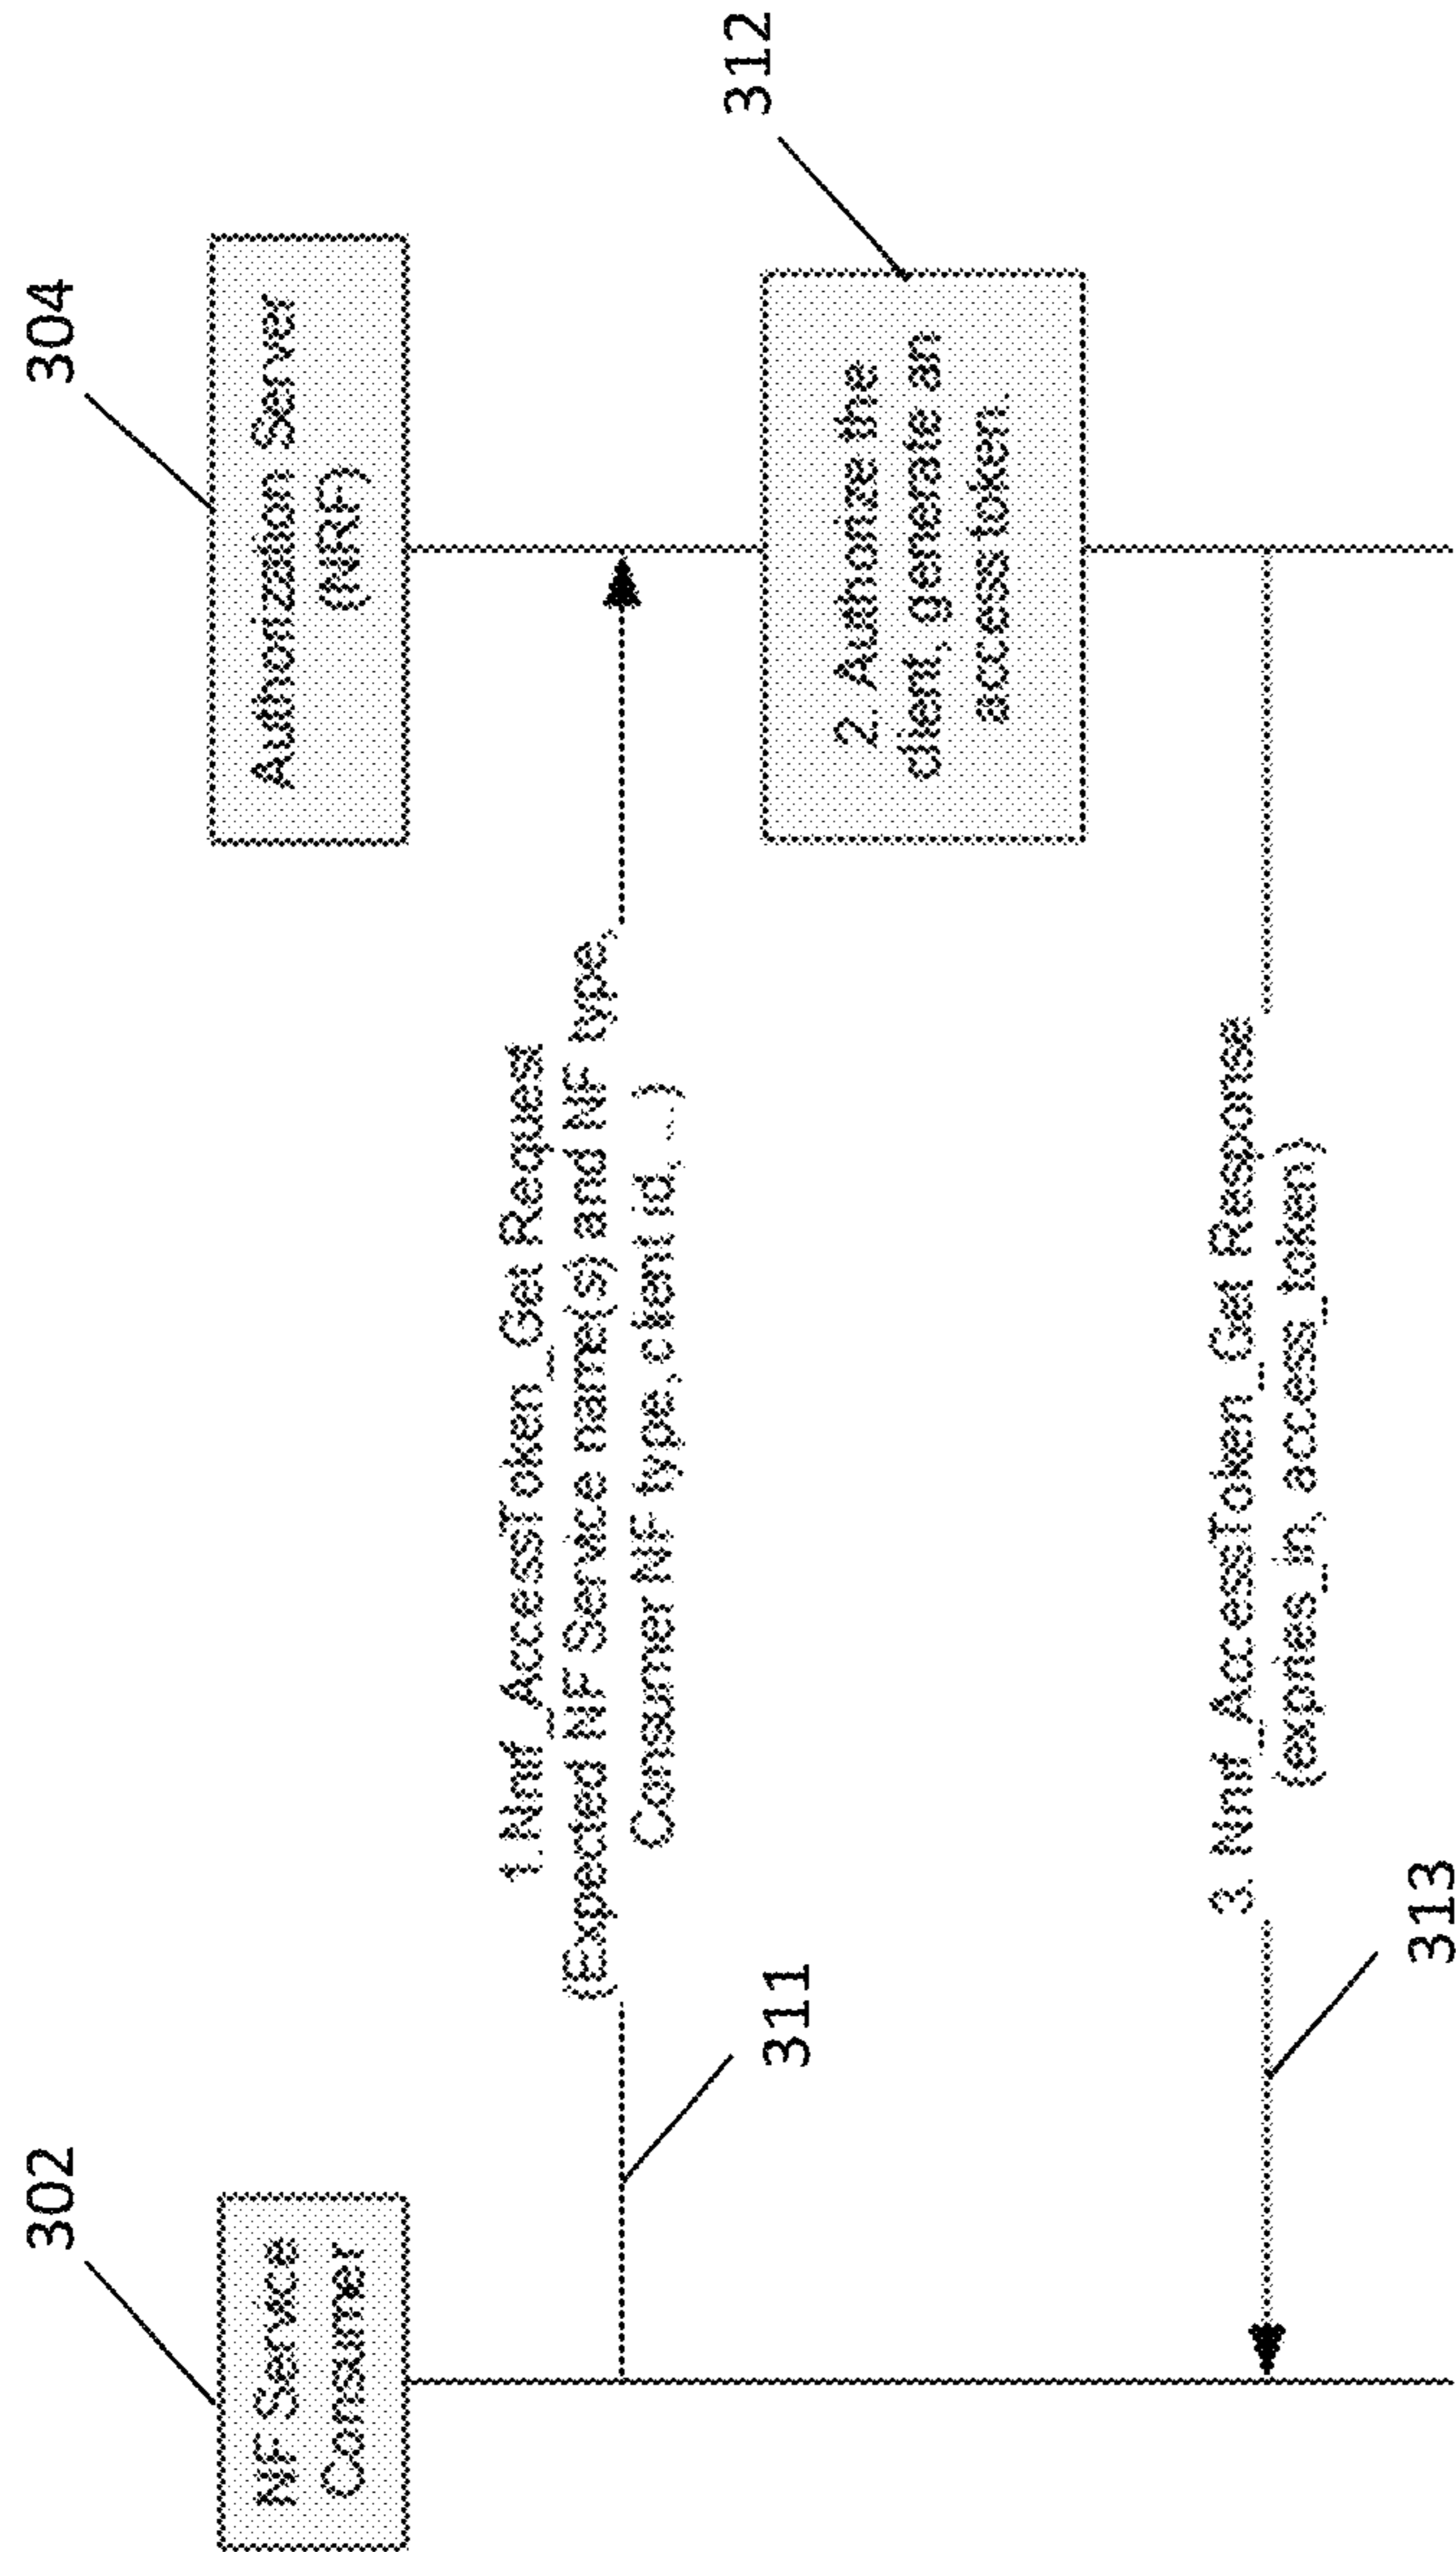 302
304
NF Service
Consumer
Authorization Server
(NRF)
1.Nnrf_AccessToken_Get Request
(Expected NF Service name(s) and NF type,
Consumer NF type, client id, ...)
311
2. Authorize the
client, generate an
access token.
312
3. Nnrf_AccessToken_Get Response
(expries_in, access_token)
313